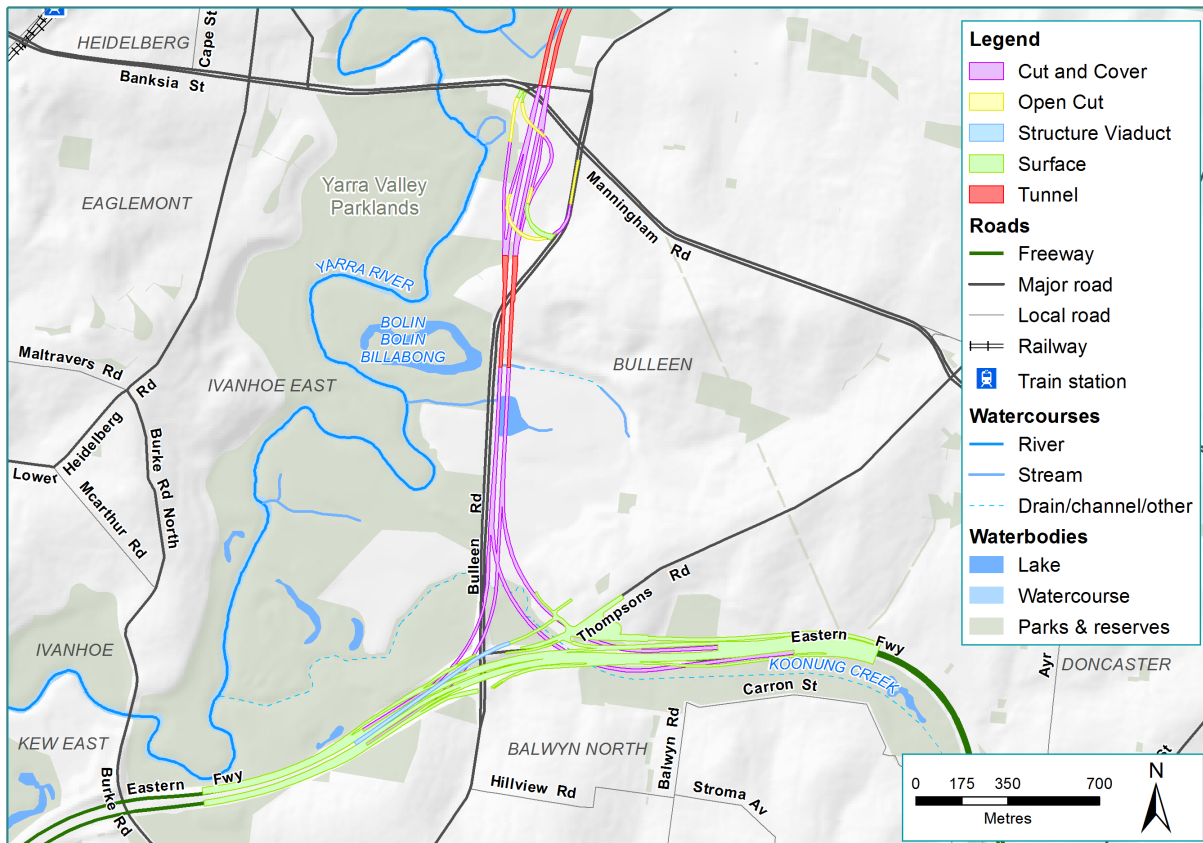 HEIDELBERG
Cape St
Banksia St
EAGLEMONT
Yarra Valley
Parklands
Manningham Rd
YARRA RIVER
BOLIN
BOLIN
BILLABONG
BULLEEN
Maltravers Rd
IVANHOE EAST
Lower Heidelberg Rd
Burke Rd North
Mcarthur Rd
Bulleen Rd
Thompsons Rd
IVANHOE
Eastern Fwy
KOONUNG CREEK
DONCASTER
Ayr
Carron St
KEW EAST
BALWYN NORTH
Balwyn Rd
Burke Rd
Eastern Fwy
Hillview Rd
Stroma Av
St
Legend
Cut and Cover
Open Cut
Structure Viaduct
Surface
Tunnel
Roads
Freeway
Major road
Local road
Railway
Train station
Watercourses
River
Stream
Drain/channel/other
Waterbodies
Lake
Watercourse
Parks & reserves
0 175 350 700
Metres
N